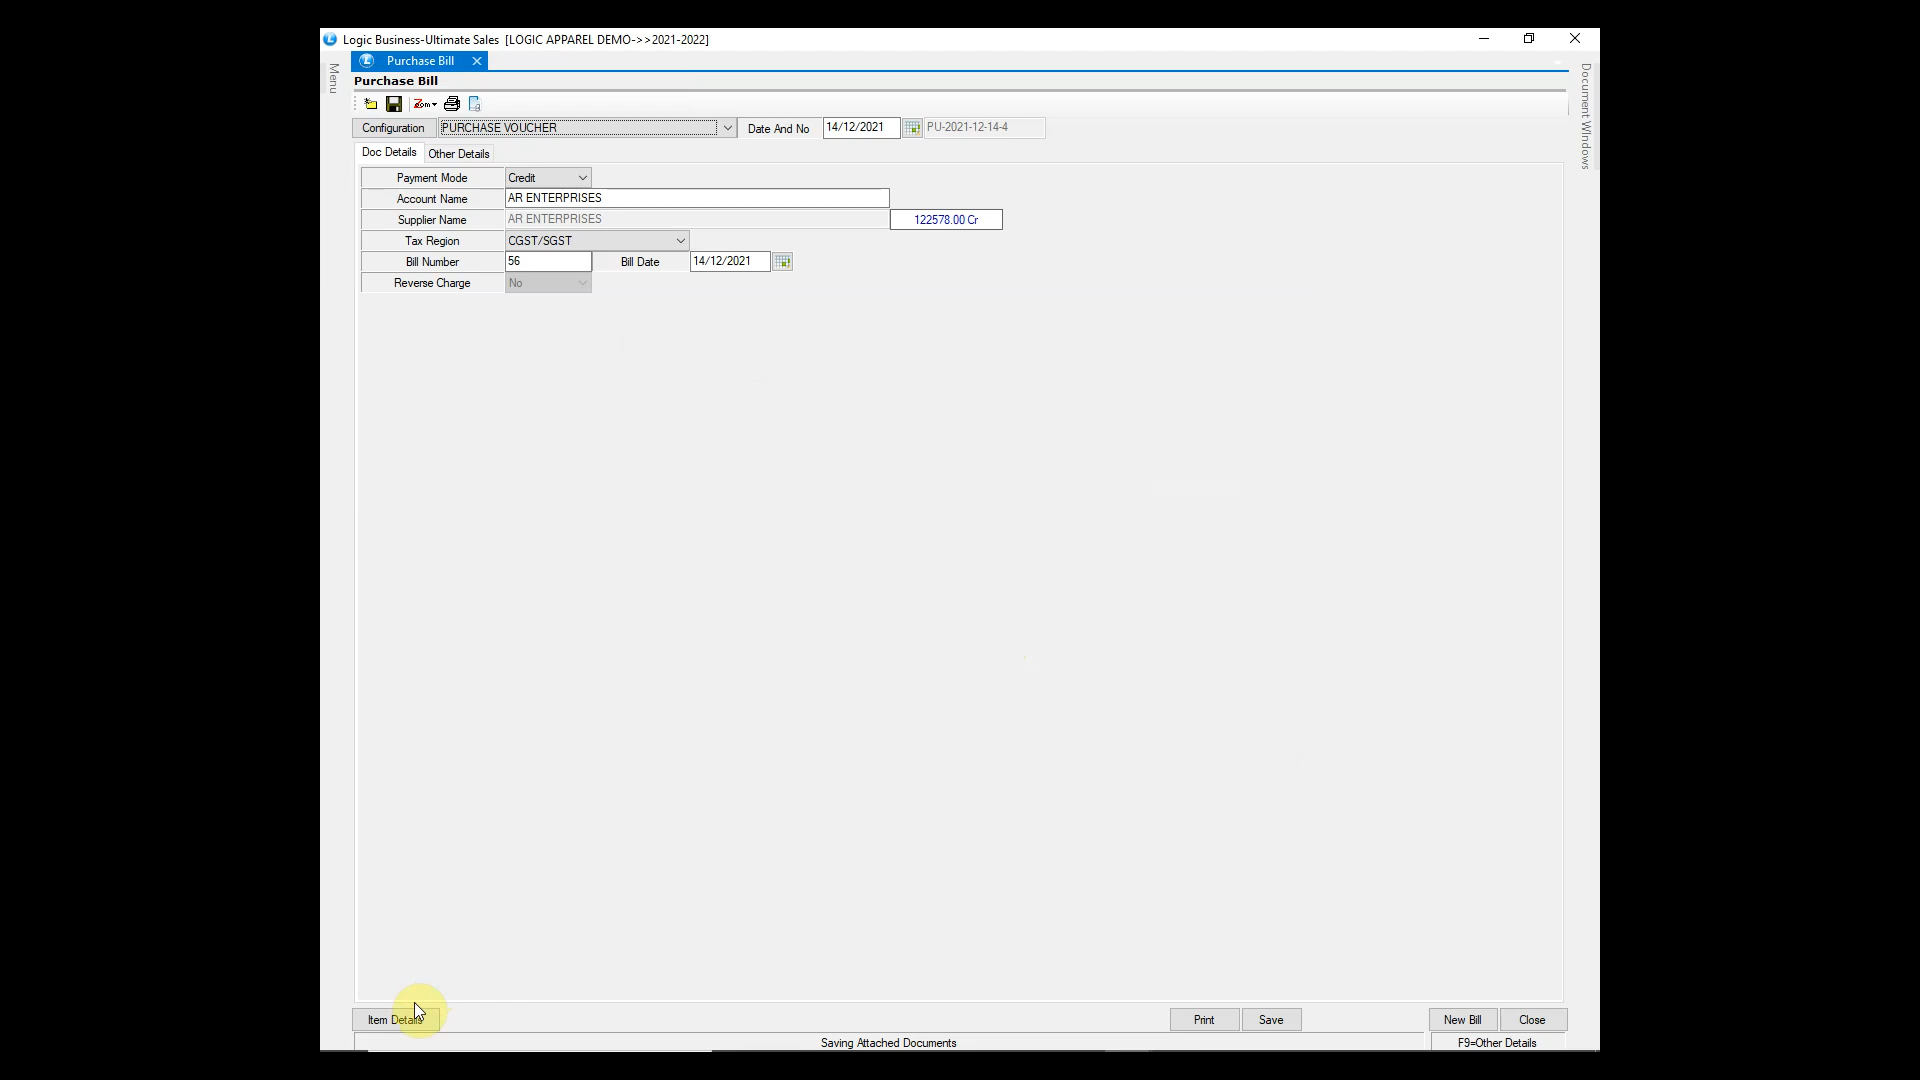 Logic Business-Ultimate Sales [LOGIC APPAREL DEMO->>2021-2022]
Menu
Purchase Bill
Document Windows
Purchase Bill
Zom
Configuration PURCHASE VOUCHER Date And No 14/12/2021 PU-2021-12-14-4
Doc Details Other Details
Payment Mode Credit
Account Name AR ENTERPRISES
Supplier Name AR ENTERPRISES 122578.00 Cr
Tax Region CGST/SGST
Bill Number 56 Bill Date 14/12/2021
Reverse Charge No
Item Details Print Save New Bill Close
Saving Attached Documents F9=Other Details